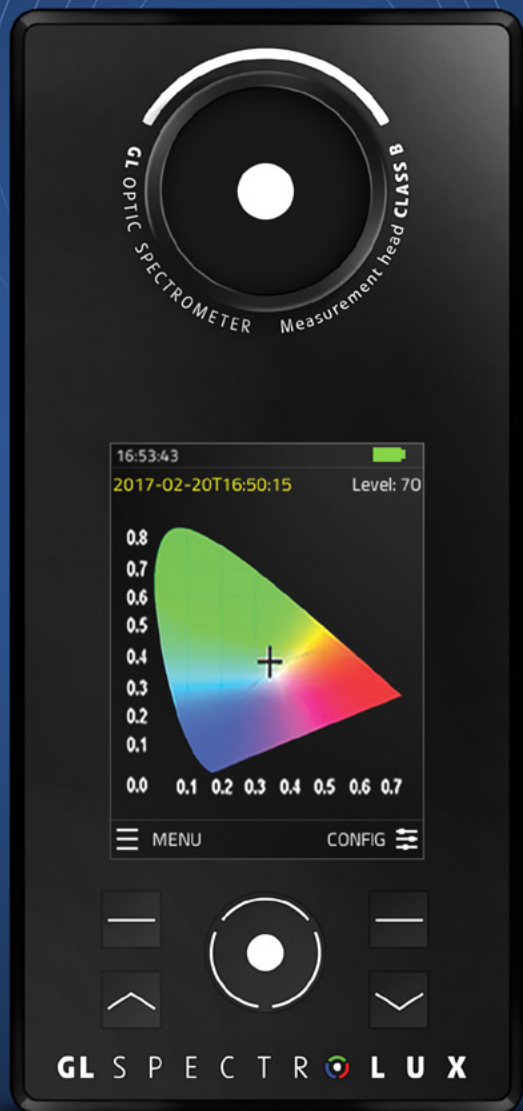 GL OPTIC SPECTROMETER Measurement head CLASS B
16:53:43
2017-02-20T16:50:15 Level: 70
0.8
0.7
0.6
0.5
0.4
0.3
0.2
0.1
0.0 0.1 0.2 0.3 0.4 0.5 0.6 0.7
MENU CONFIG
GL SPECTROLUX